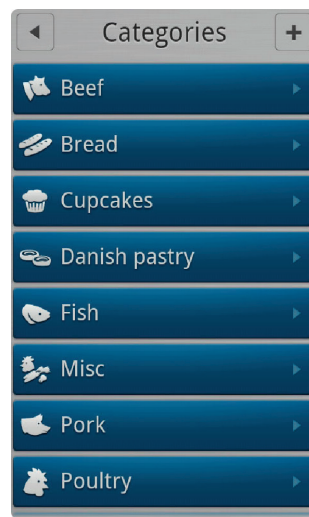 Categories
Beef
Bread
Cupcakes
Danish pastry
Fish
Misc
Pork
Poultry